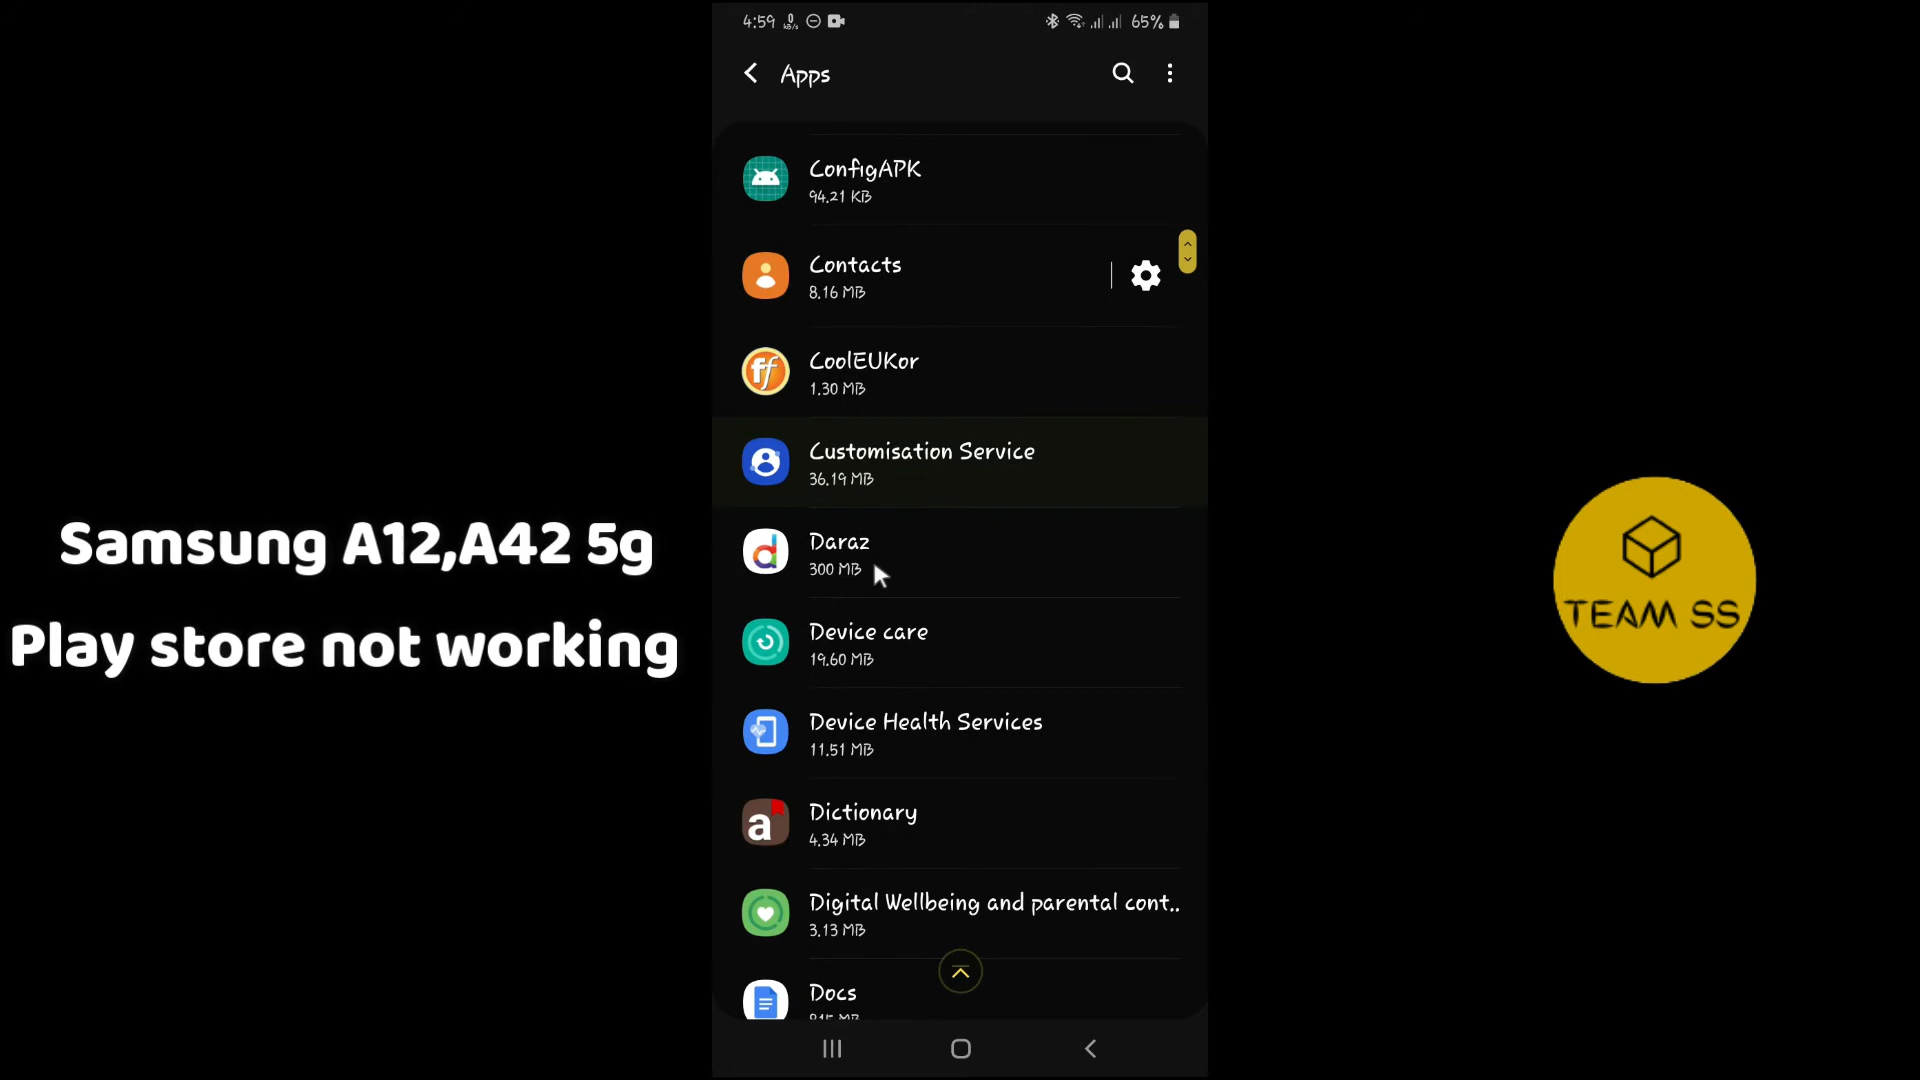 4:59
0
KB/s
65%
Apps
ConfigAPK
94.21 KB
Contacts
8.16 MB
CoolEUKor
1.30 MB
ff
Customisation Service
36.19 MB
Daraz
300 MB
d
Device care
19.60 MB
Device Health Services
11.51 MB
Dictionary
4.34 MB
a
Digital Wellbeing and parental cont..
3.13 MB
Docs
Samsung A12,A42 5g
Play store not working
TEAM SS